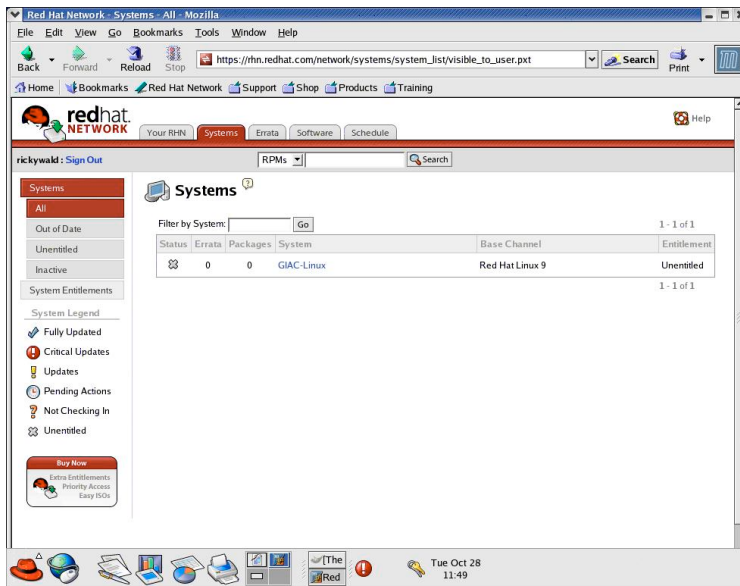 Red Hat Network - Systems - All - Mozilla
File Edit View Go Bookmarks Tools Window Help
Back Forward Reload Stop https://rhn.redhat.com/network/systems/system_list/visible_to_user.pxt Search Print
Home Bookmarks Red Hat Network Support Shop Products Training
redhat.
NETWORK
Your RHN Systems Errata Software Schedule
Help
rickywald : Sign Out RPMs Search
Systems
All
Out of Date
Unentitled
Inactive
System Entitlements
System Legend
Fully Updated
Critical Updates
Updates
Pending Actions
Not Checking In
Unentitled
Buy Now
Extra Entitlements
Priority Access
Easy ISOs
Systems ?
Filter by System: Go 1 - 1 of 1
Status Errata Packages System Base Channel Entitlement
0 0 GIAC-Linux Red Hat Linux 9 Unentitled
1 - 1 of 1
[The
Red
Tue Oct 28
11:49